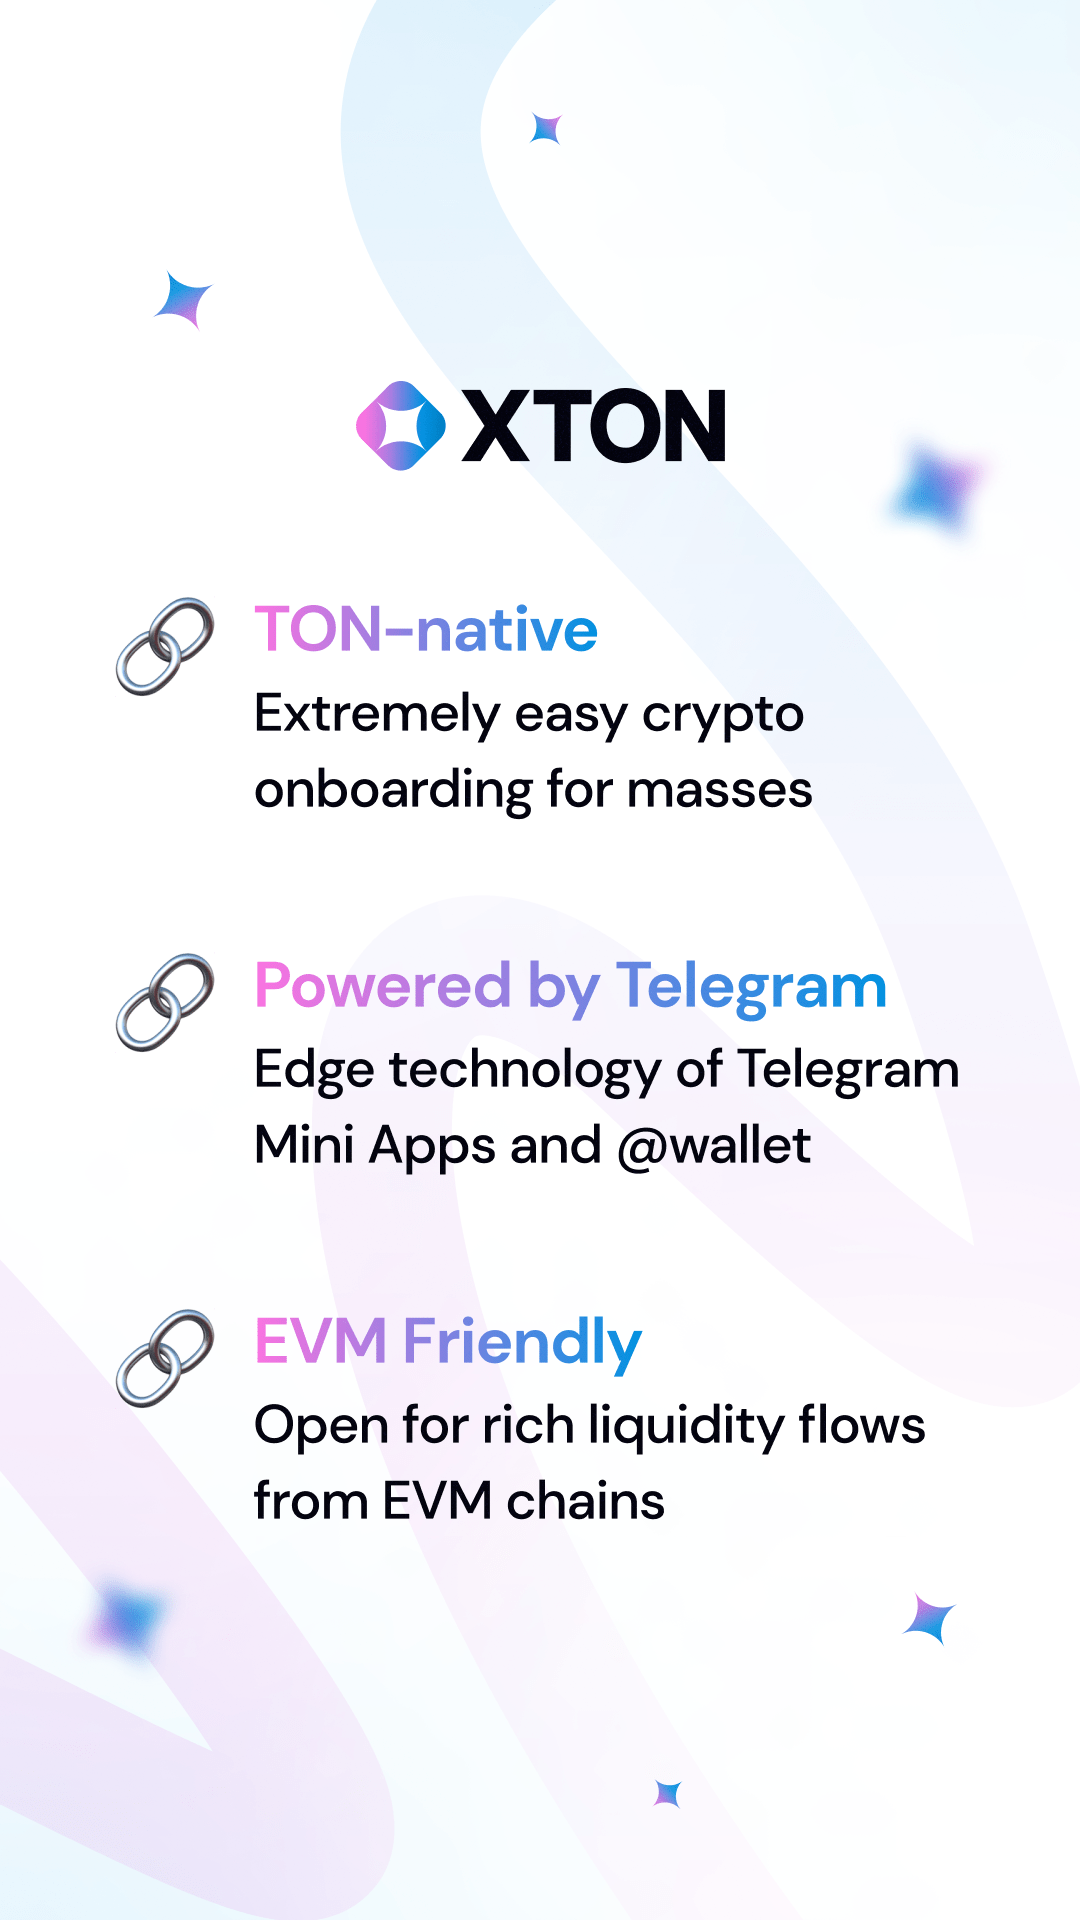 XTON
TON-native
Extremely easy crypto
onboarding for masses
Powered by Telegram
Edge technology of Telegram
Mini Apps and @wallet
EVM Friendly
Open for rich liquidity flows
from EVM chains